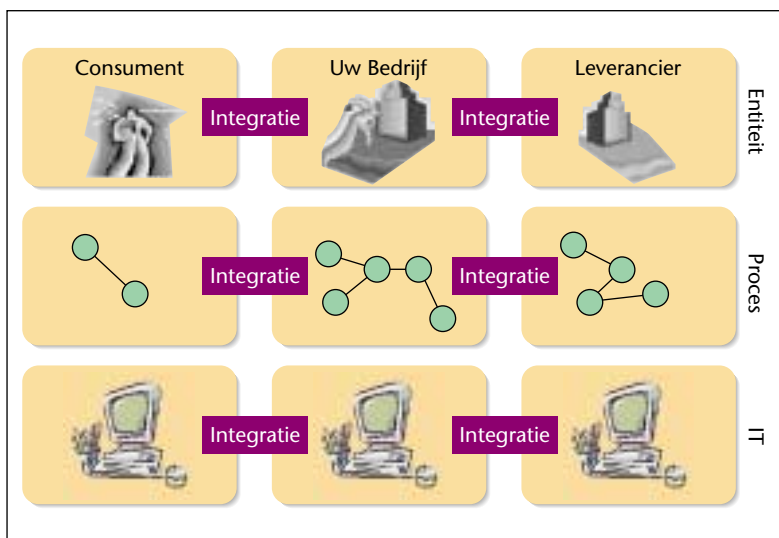 Consument
Uw Bedrijf
Leverancier
Integratie
Integratie
Entiteit
Integratie
Integratie
Proces
Integratie
Integratie
IT